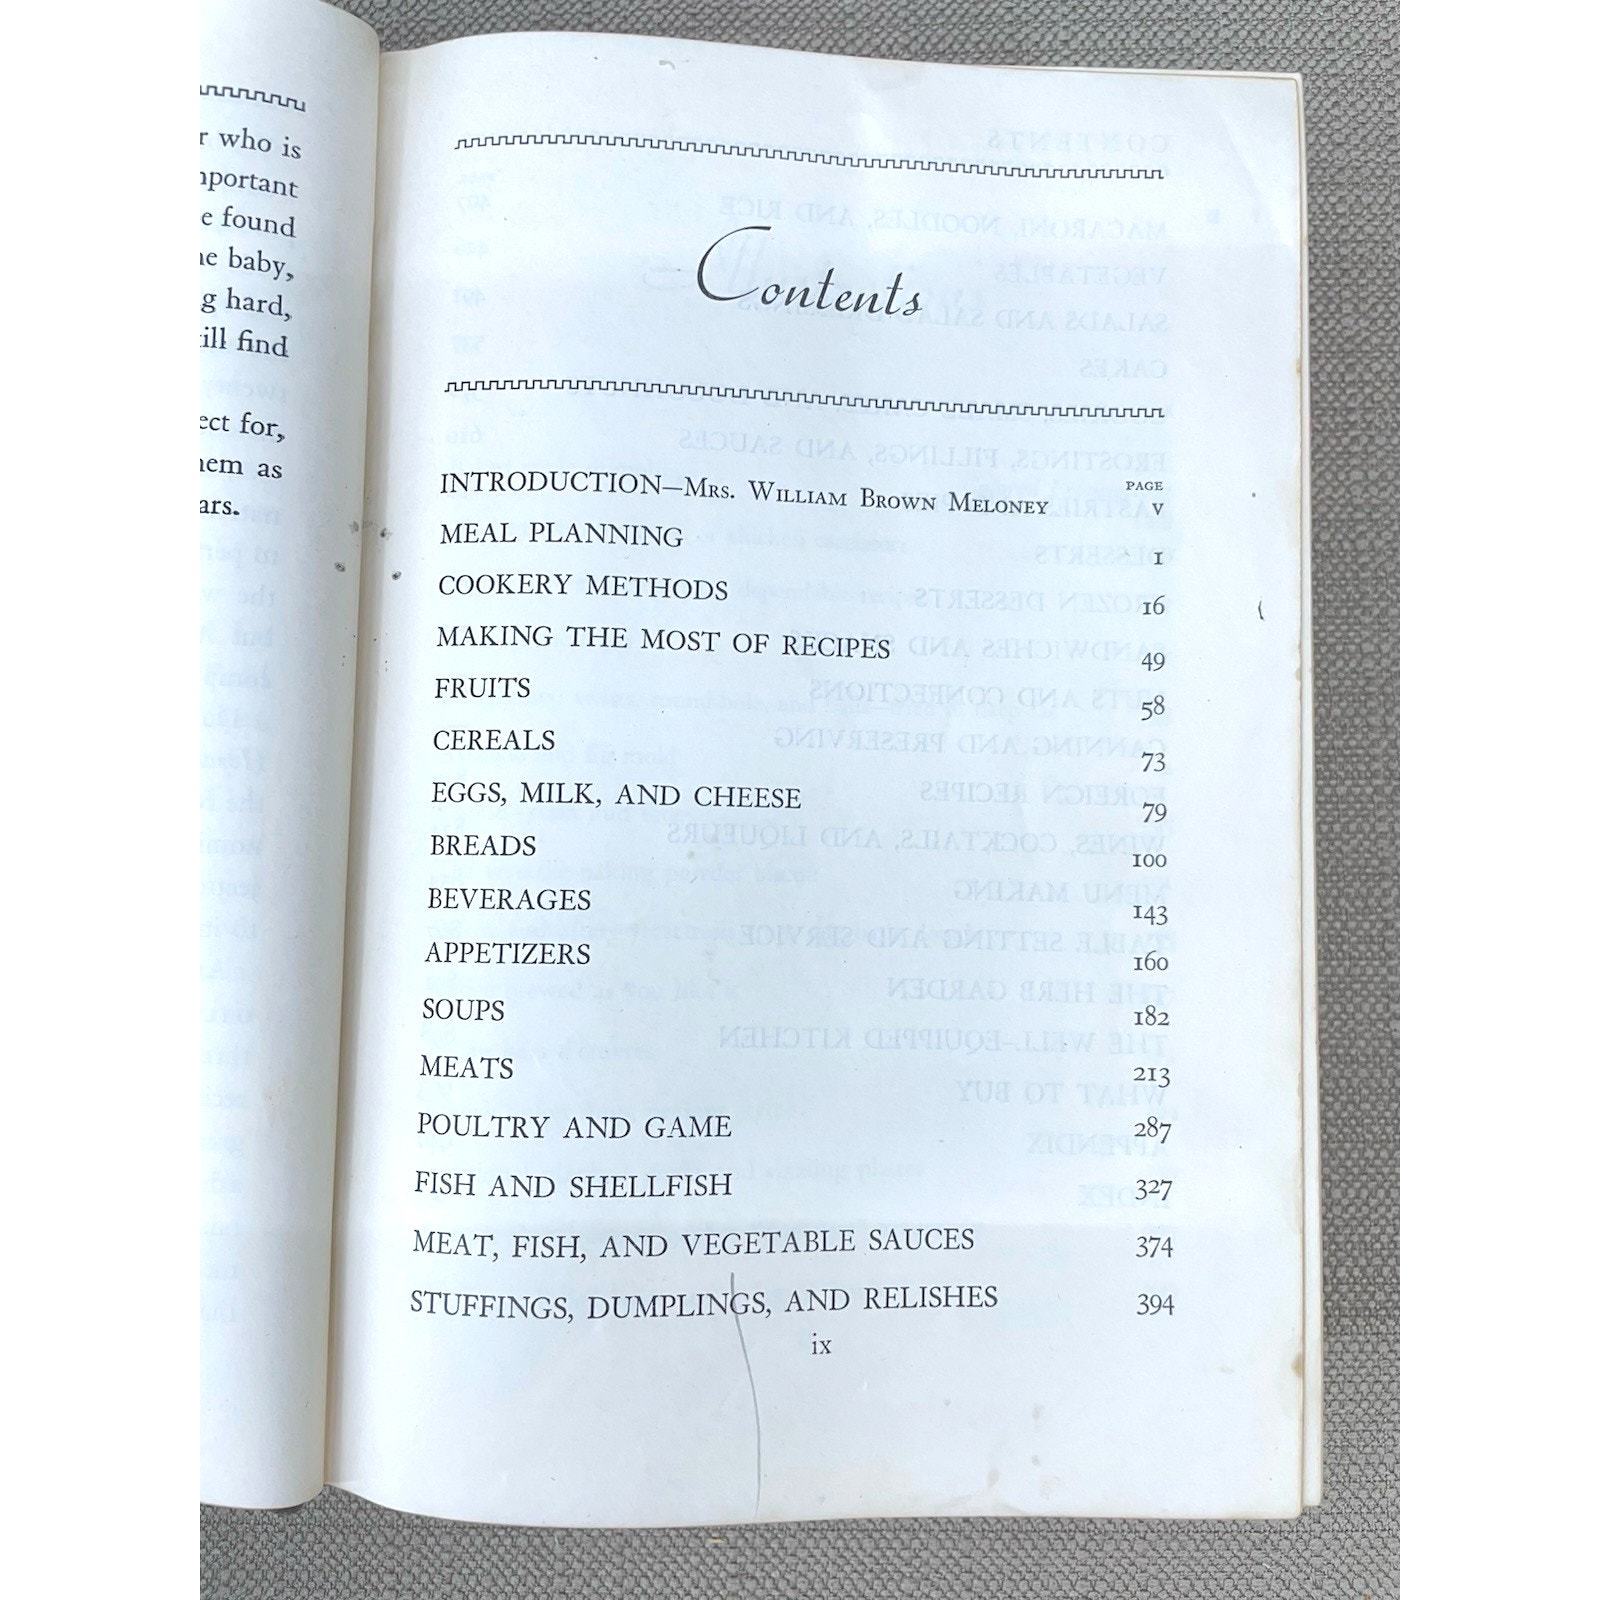 r who is
nportant
e found
ne baby,
g hard,
till find
ect for,
nem as
ars.
Contents
PAGE
INTRODUCTION—MRS. WILLIAM BROWN MELONEY v
MEAL PLANNING 1
COOKERY METHODS 16
MAKING THE MOST OF RECIPES 49
FRUITS 58
CEREALS 73
EGGS, MILK, AND CHEESE 79
BREADS 100
BEVERAGES 143
APPETIZERS 160
SOUPS 182
MEATS 213
POULTRY AND GAME 287
FISH AND SHELLFISH 327
MEAT, FISH, AND VEGETABLE SAUCES 374
STUFFINGS, DUMPLINGS, AND RELISHES 394
ix